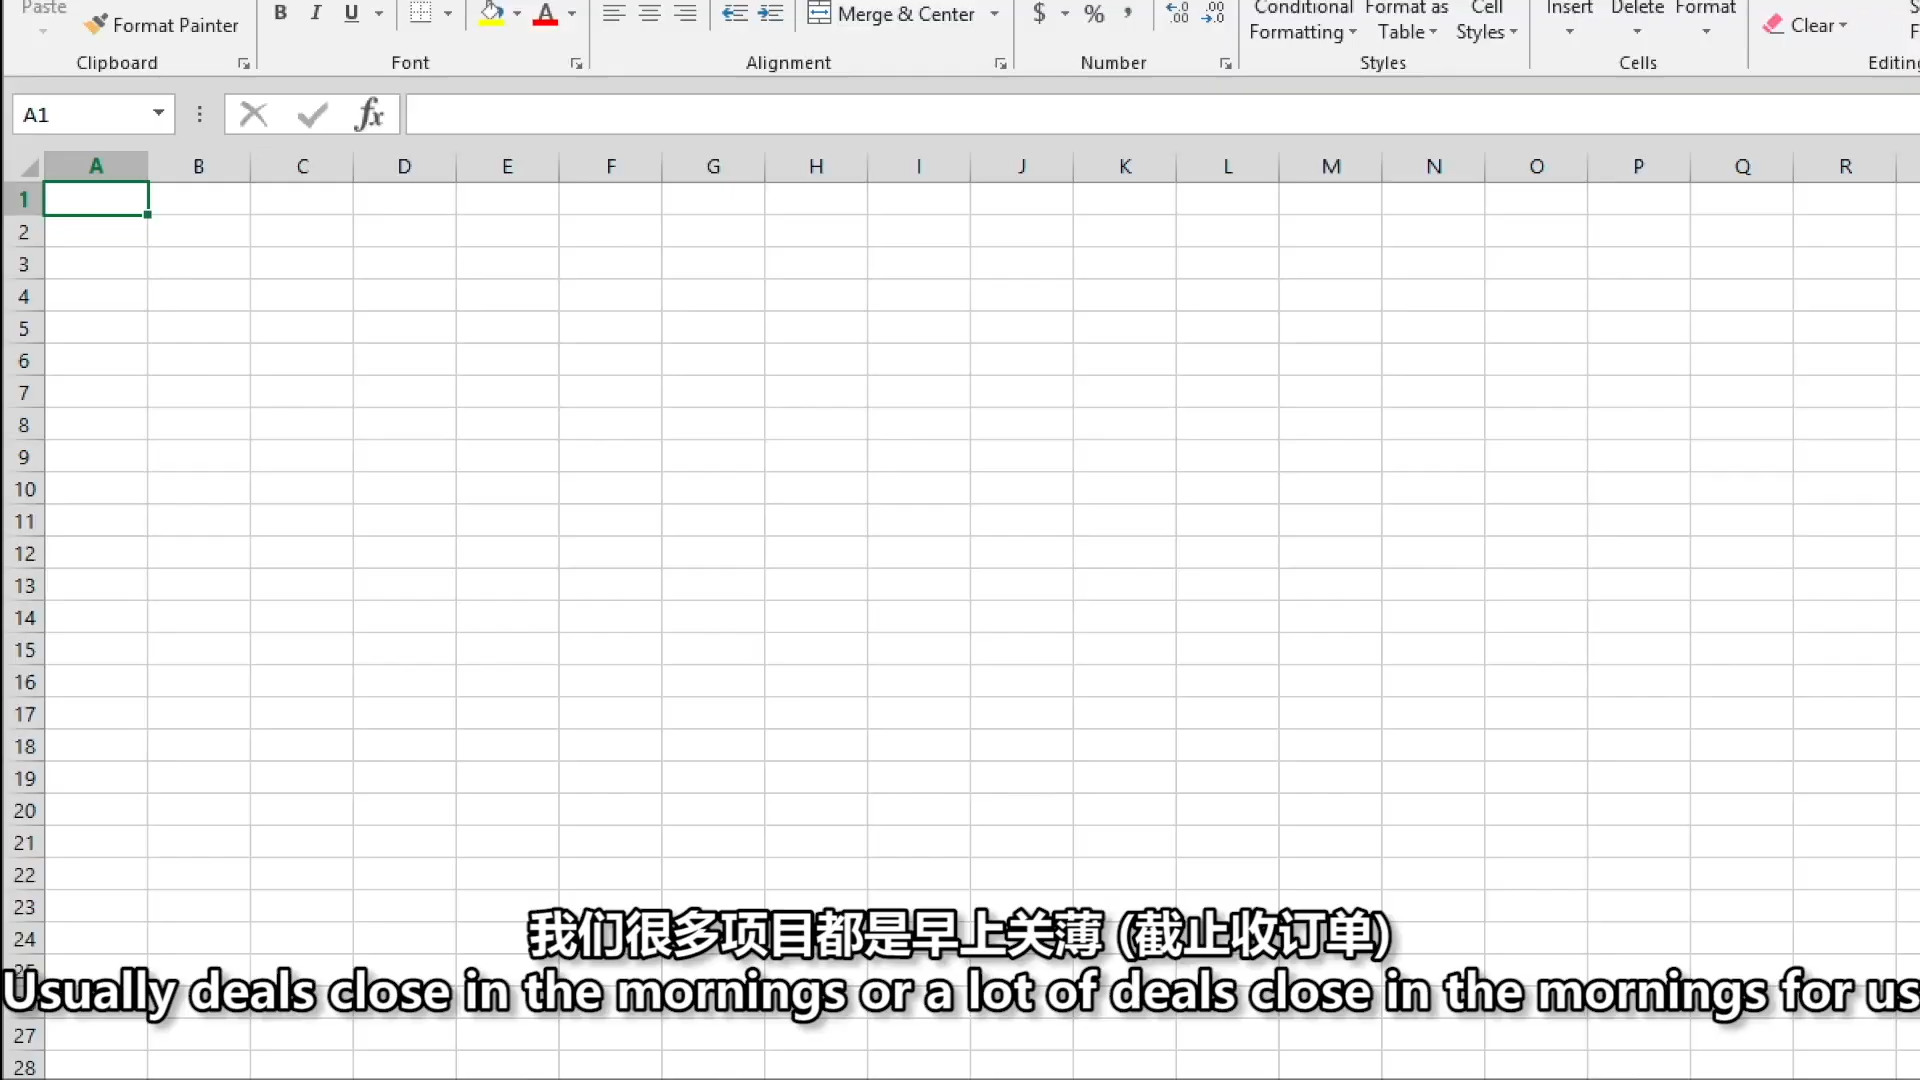 Paste
Format Painter
B I U A
Merge & Center
$ % , .00 .0
Conditional Formatting
Format as Table
Cell Styles
Insert Delete Format
Clear
Clipboard Font Alignment Number Styles Cells Editing
A1 fx
A B C D E F G H I J K L M N O P Q R
1
2
3
4
5
6
7
8
9
10
11
12
13
14
15
16
17
18
19
20
21
22
23
24
我们很多项目都是早上关薄 (截止收订单)
25
Usually deals close in the mornings or a lot of deals close in the mornings for us
27
28